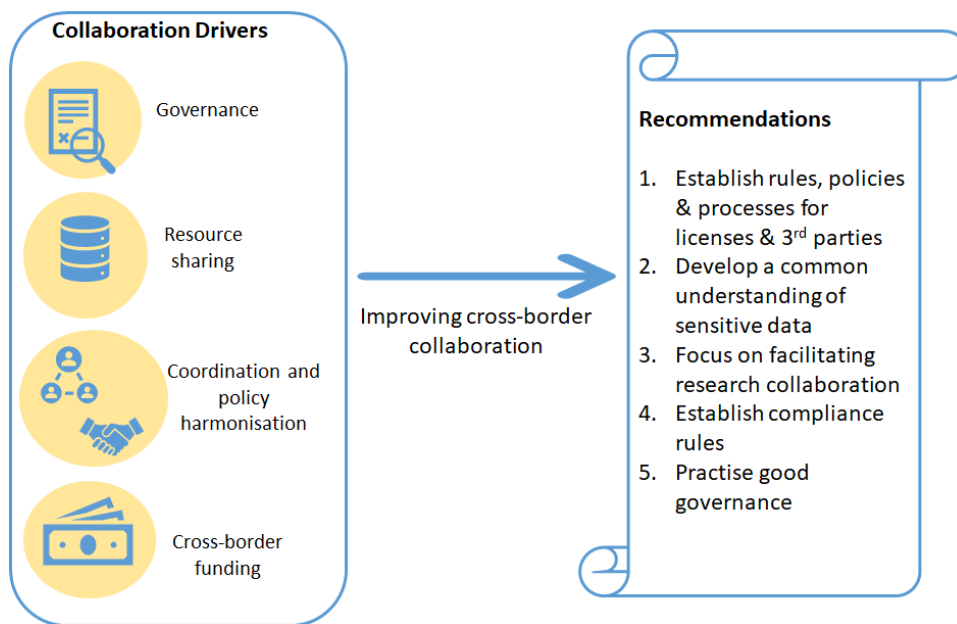 Collaboration Drivers
Governance
Resource
sharing
Coordination and
policy
harmonisation
Cross-border
funding
Improving cross-border
collaboration
Recommendations
1. Establish rules, policies
& processes for
licenses & 3rd parties
2. Develop a common
understanding of
sensitive data
3. Focus on facilitating
research collaboration
4. Establish compliance
rules
5. Practise good
governance